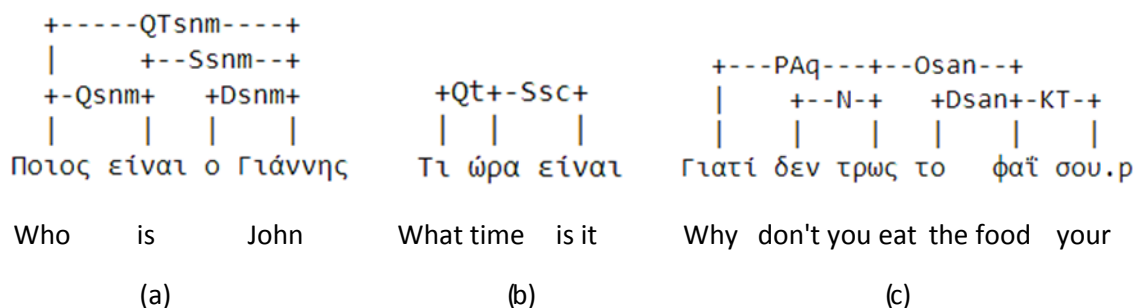 +-----QTsnm----+
| +--Ssnm--+ +---PAq---+--Osan--+
+-Qsnm+ +Dsnm+ +Qt+-Ssc+ | +--N-+ +Dsan+-KT-+
| | | | | | | | | | | | |
Ποιος είναι ο Γιάννης Τι ώρα είναι Γιατί δεν τρως το φαΐ σου.p
Who is John What time is it Why don't you eat the food your
(a) (b) (c)